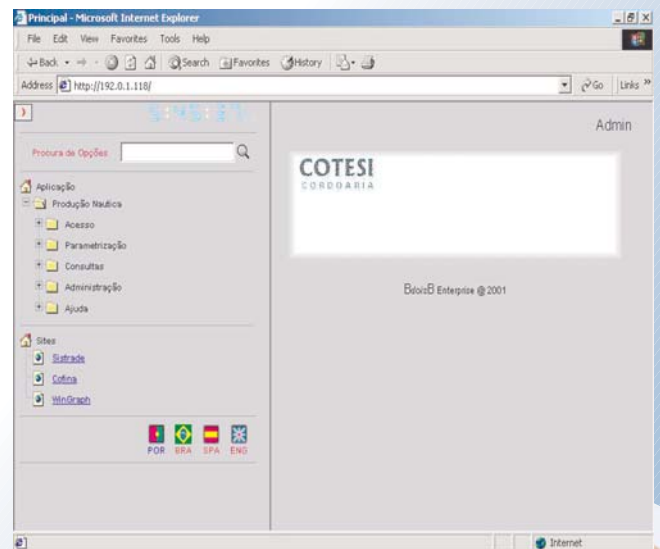 Principal - Microsoft Internet Explorer
File Edit View Favorites Tools Help
Back Search Favorites History
Address http://192.0.1.118/ Go Links »
Admin
Procura de Opções
COTESI
CORDOARIA
Aplicação
Produção Nautica
Acesso
Parametrização
Consultas
Administração
Ajuda
BdoisB Enterprise @ 2001
Sites
Sistrade
Cofina
WinGraph
POR BRA SPA ENG
Internet